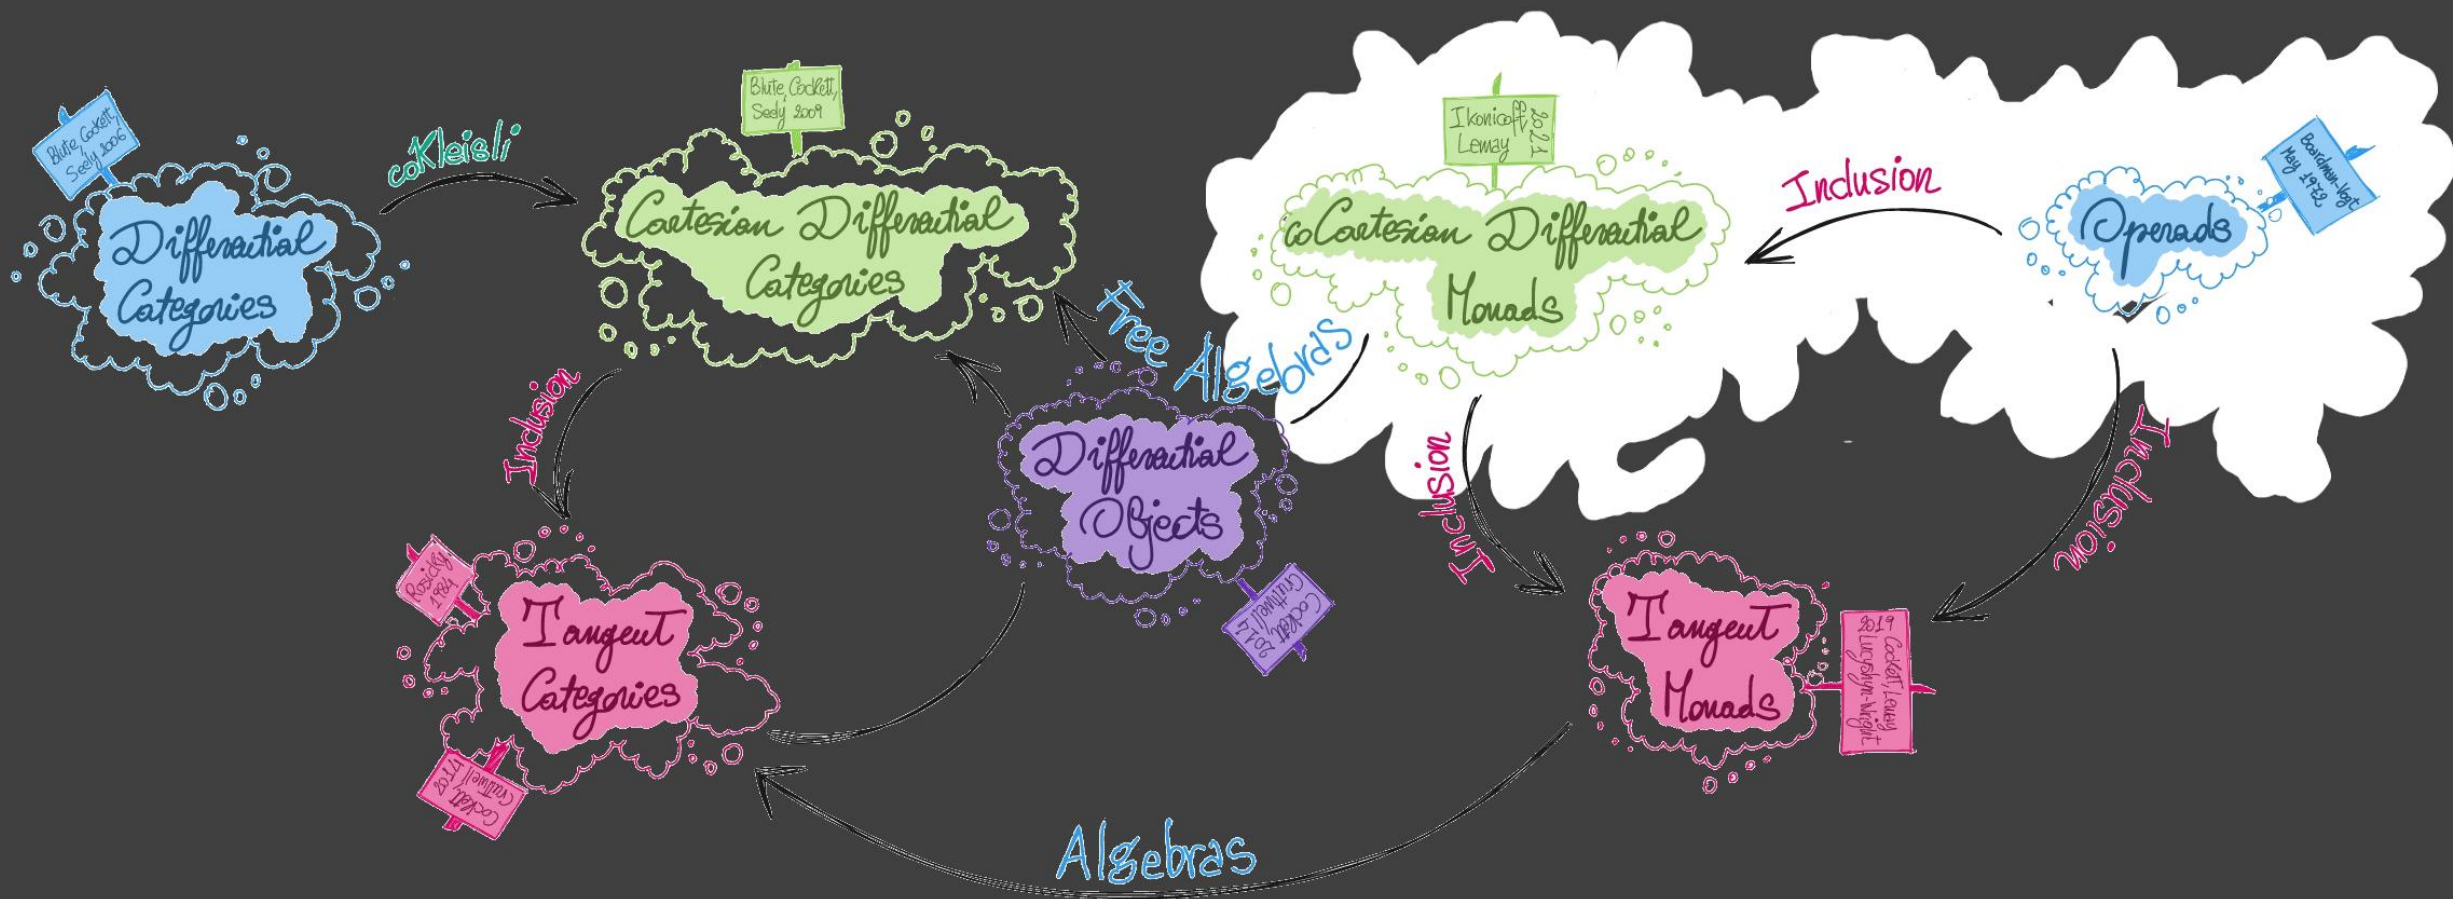 Blute, Cockett,
Seely 2006
Differential
Categories
coKleisli
Blute, Cockett,
Seely 2009
Cartesian Differential
Categories
Free Algebras
Ikonicoff,
Lemay
2021
coCartesian Differential
Monads
Inclusion
Operads
Boardman-Vogt
May 1972
Inclusion
Differential
Objects
Cockett
Cruttwell
2014
Inclusion
Inclusion
Rosický
1984
Tangent
Categories
Cockett,
Cruttwell
2014
Tangent
Monads
2019 Cockett, Lemay
Lucyshyn-Wright
Algebras